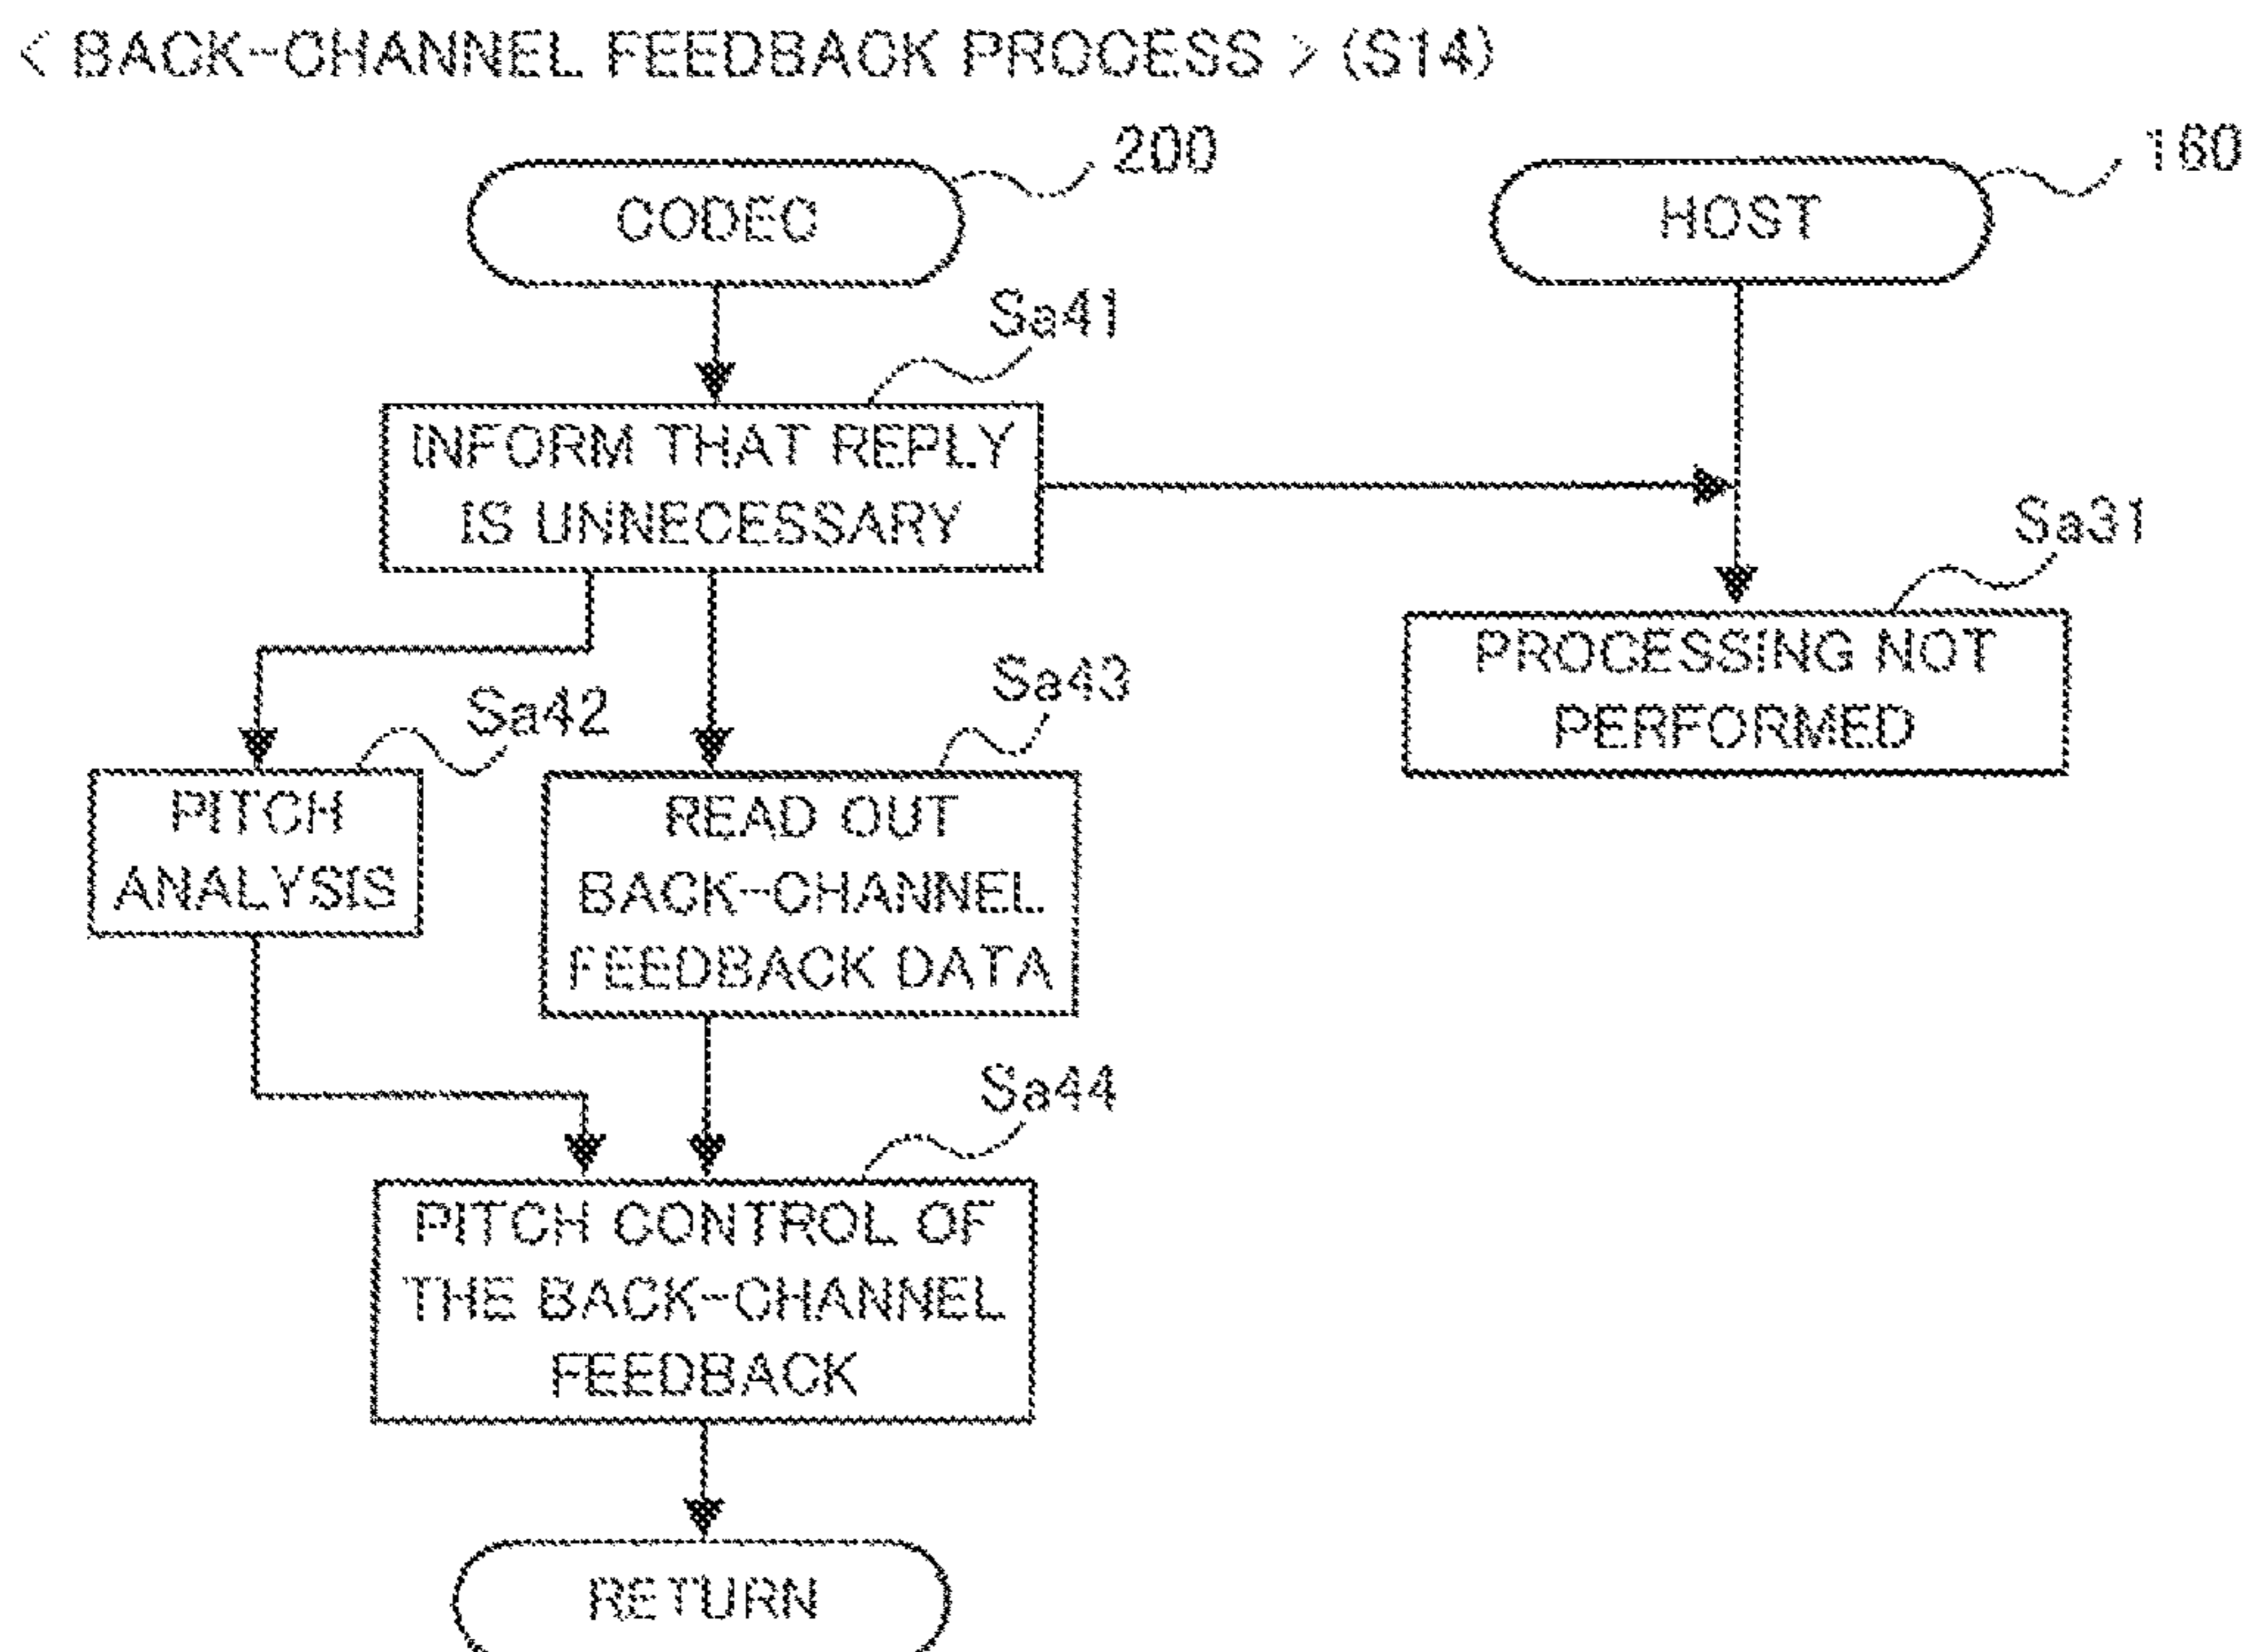 < BACK-CHANNEL FEEDBACK PROCESS > (S14)
200
160
CODEC
HOST
Sa41
INFORM THAT REPLY
IS UNNECESSARY
Sa31
PROCESSING NOT
PERFORMED
Sa42
Sa43
PITCH
ANALYSIS
READ OUT
BACK-CHANNEL
FEEDBACK DATA
Sa44
PITCH CONTROL OF
THE BACK-CHANNEL
FEEDBACK
RETURN